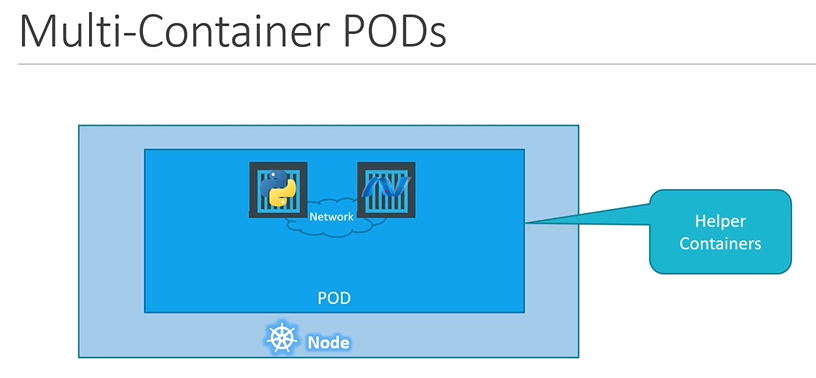 Multi-Container PODs
Network
Helper
Containers
POD
Node